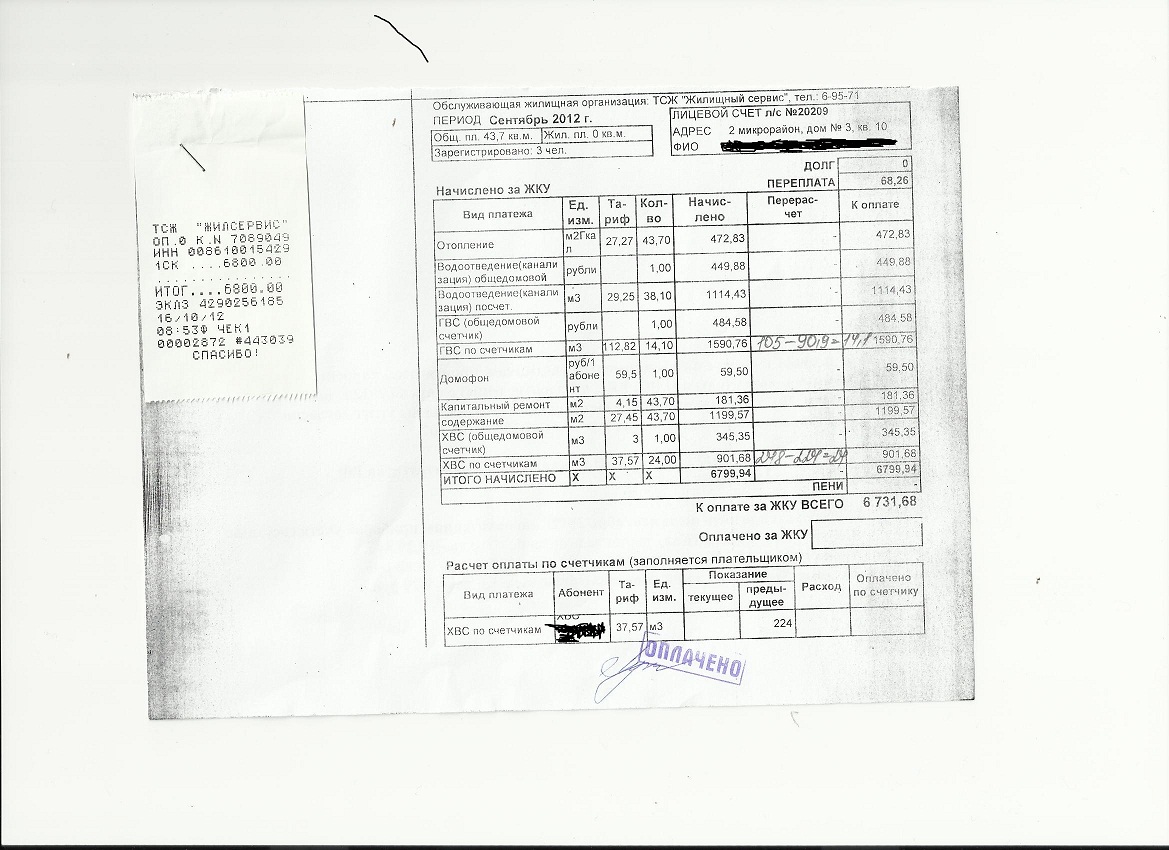 ТСЖ "ЖИЛСЕРВИС"
ОП.0 К.N 7089049
ИНН 008610015429
1СК ....6800.00
ИТОГ....6800.00
ЭКЛЗ 4290256185
16/10/12
08:53Ф ЧЕК1
00002872 #443039
СПАСИБО!
Обслуживающая жилищная организация: ТСЖ "Жилищный сервис", тел.: 6-95-71
ПЕРИОД Сентябрь 2012 г.
Общ. пл. 43,7 кв.м. Жил. пл. 0 кв.м.
Зарегистрировано: 3 чел.
ЛИЦЕВОЙ СЧЕТ л/с №20209
АДРЕС 2 микрорайон, дом № 3, кв. 10
ФИО
ДОЛГ 0
ПЕРЕПЛАТА 68,26
Начислено за ЖКУ
Вид платежа Ед. изм. Та-риф Кол-во Начис-лено Перерас-чет К оплате
Отопление м2Гкал 27,27 43,70 472,83 - 472,83
Водоотведение(канализация) общедомовой рубли 1,00 449,88 - 449,88
Водоотведение(канализация) посчет. м3 29,25 38,10 1114,43 - 1114,43
ГВС (общедомовой счетчик) рубли 1,00 484,58 - 484,58
ГВС по счетчикам м3 112,82 14,10 1590,76 105-90,9=14,1 1590,76
Домофон руб/1 абонент 59,5 1,00 59,50 - 59,50
Капитальный ремонт м2 4,15 43,70 181,36 - 181,36
содержание м2 27,45 43,70 1199,57 - 1199,57
ХВС (общедомовой счетчик) м3 3 1,00 345,35 - 345,35
ХВС по счетчикам м3 37,57 24,00 901,68 901,68
ИТОГО НАЧИСЛЕНО X X X 6799,94 - 6799,94
ПЕНИ -
К оплате за ЖКУ ВСЕГО 6 731,68
Оплачено за ЖКУ
Расчет оплаты по счетчикам (заполняется плательщиком)
Вид платежа Абонент Та-риф Ед. изм. Показание текущее преды-дущее Расход Оплачено по счетчику
ХВС по счетчикам 37,57 м3 224
ОПЛАЧЕНО